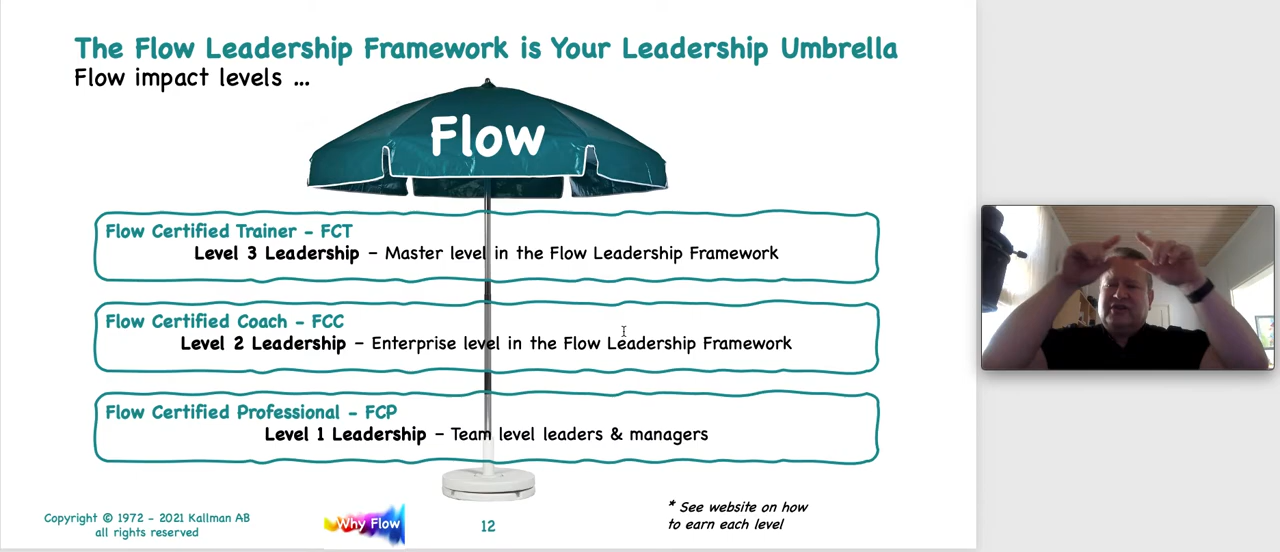 The Flow Leadership Framework is Your Leadership Umbrella
Flow impact levels ...
Flow
Flow Certified Trainer - FCT
Level 3 Leadership – Master level in the Flow Leadership Framework
Flow Certified Coach - FCC
Level 2 Leadership – Enterprise level in the Flow Leadership Framework
Flow Certified Professional - FCP
Level 1 Leadership – Team level leaders & managers
Copyright © 1972 - 2021 Kallman AB
all rights reserved
Why Flow
12
* See website on how
to earn each level